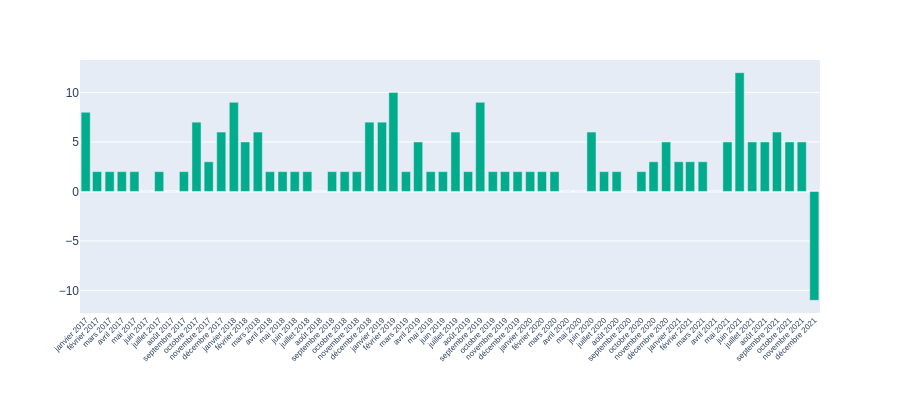 10
5
0
−5
−10
janvier 2017
février 2017
mars 2017
avril 2017
mai 2017
juin 2017
juillet 2017
août 2017
septembre 2017
octobre 2017
novembre 2017
décembre 2017
janvier 2018
février 2018
mars 2018
avril 2018
mai 2018
juin 2018
juillet 2018
août 2018
septembre 2018
octobre 2018
novembre 2018
décembre 2018
janvier 2019
février 2019
mars 2019
avril 2019
mai 2019
juin 2019
juillet 2019
août 2019
septembre 2019
octobre 2019
novembre 2019
décembre 2019
janvier 2020
février 2020
mars 2020
avril 2020
mai 2020
juin 2020
juillet 2020
août 2020
septembre 2020
octobre 2020
novembre 2020
décembre 2020
janvier 2021
février 2021
mars 2021
avril 2021
mai 2021
juin 2021
juillet 2021
août 2021
septembre 2021
octobre 2021
novembre 2021
décembre 2021